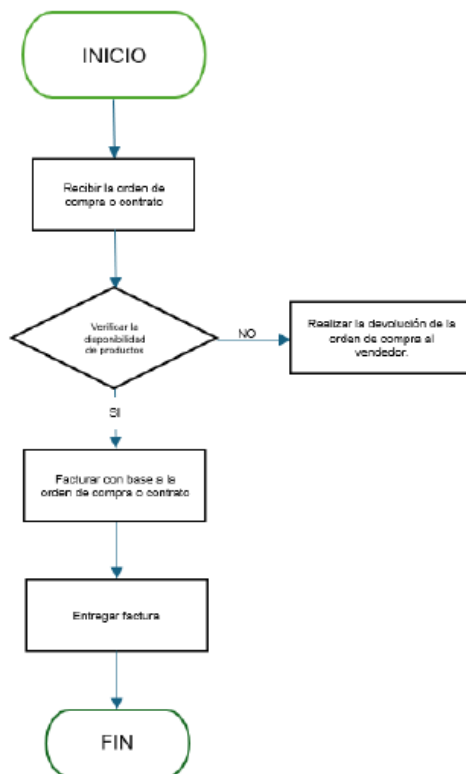 INICIO
Recibir la orden de
compra o contrato
Verificar la
disponibilidad
de productos
NO
Realizar la devolución de la
orden de compra al
vendedor.
SI
Facturar con base a la
orden de compra o contrato
Entregar factura
FIN